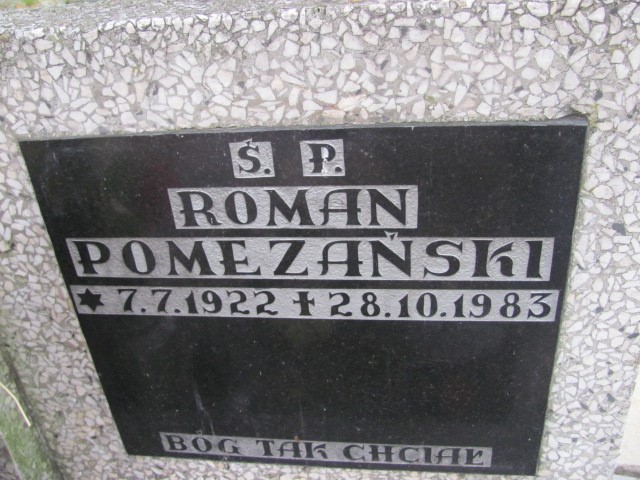 Ś. P.
ROMAN
POMEZAŃSKI
✶ 7.7.1922 ✝ 28.10.1983
BÓG TAK CHCIAŁ